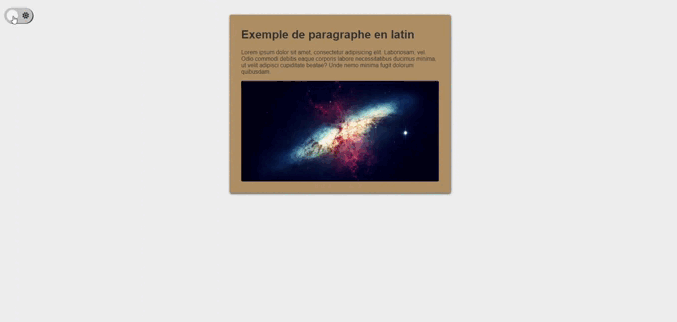 Exemple de paragraphe en latin
Lorem ipsum dolor sit amet, consectetur adipisicing elit. Laboriosam, vel.
Odio commodi debitis eaque corporis labore necessitatibus ducimus minima,
ut velit adipisci cupiditate beatae? Unde nemo minima fugit dolorum
quibusdam.